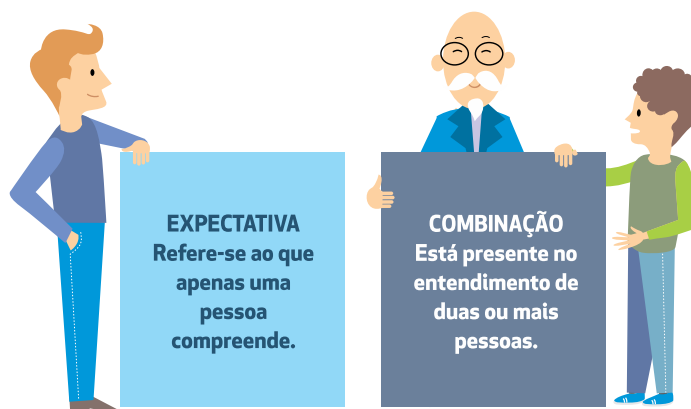 EXPECTATIVA
Refere-se ao que
apenas uma
pessoa
compreende.
COMBINAÇÃO
Está presente no
entendimento de
duas ou mais
pessoas.